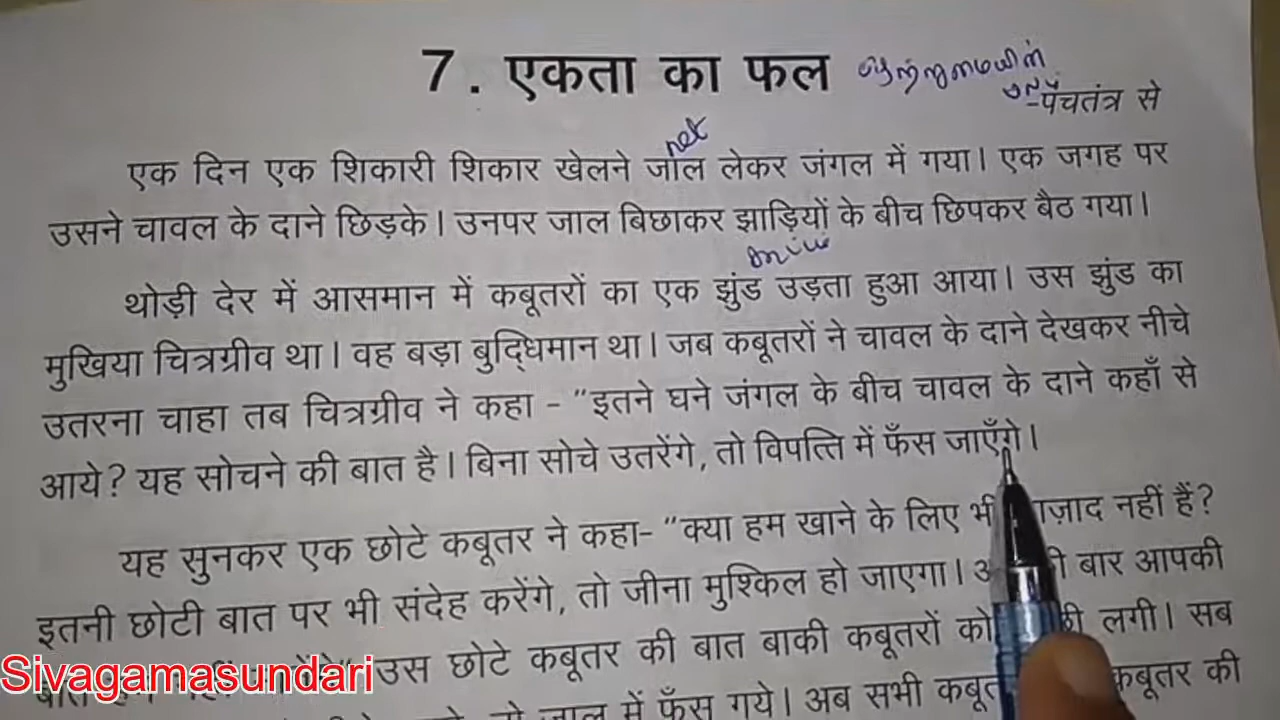 7. एकता का फल ஒற்றுமையின்
-पंचतंत्र से
net
एक दिन एक शिकारी शिकार खेलने जाल लेकर जंगल में गया। एक जगह पर
उसने चावल के दाने छिड़के। उनपर जाल बिछाकर झाड़ियों के बीच छिपकर बैठ गया।
थोड़ी देर में आसमान में कबूतरों का एक झुंड उड़ता हुआ आया। उस झुंड का
मुखिया चित्रग्रीव था। वह बड़ा बुद्धिमान था। जब कबूतरों ने चावल के दाने देखकर नीचे
उतरना चाहा तब चित्रग्रीव ने कहा - "इतने घने जंगल के बीच चावल के दाने कहाँ से
आये? यह सोचने की बात है। बिना सोचे उतरेंगे, तो विपत्ति में फँस जाएँगे।
यह सुनकर एक छोटे कबूतर ने कहा- "क्या हम खाने के लिए नहीं हैं?
इतनी छोटी बात पर भी संदेह करेंगे, तो जीना मुश्किल हो जाएगा। बार आपकी
उस छोटे कबूतर की बात बाकी कबूतरों को लगी। सब
जाल में फँस गये। अब सभी कबूतर की
Sivagamasundari